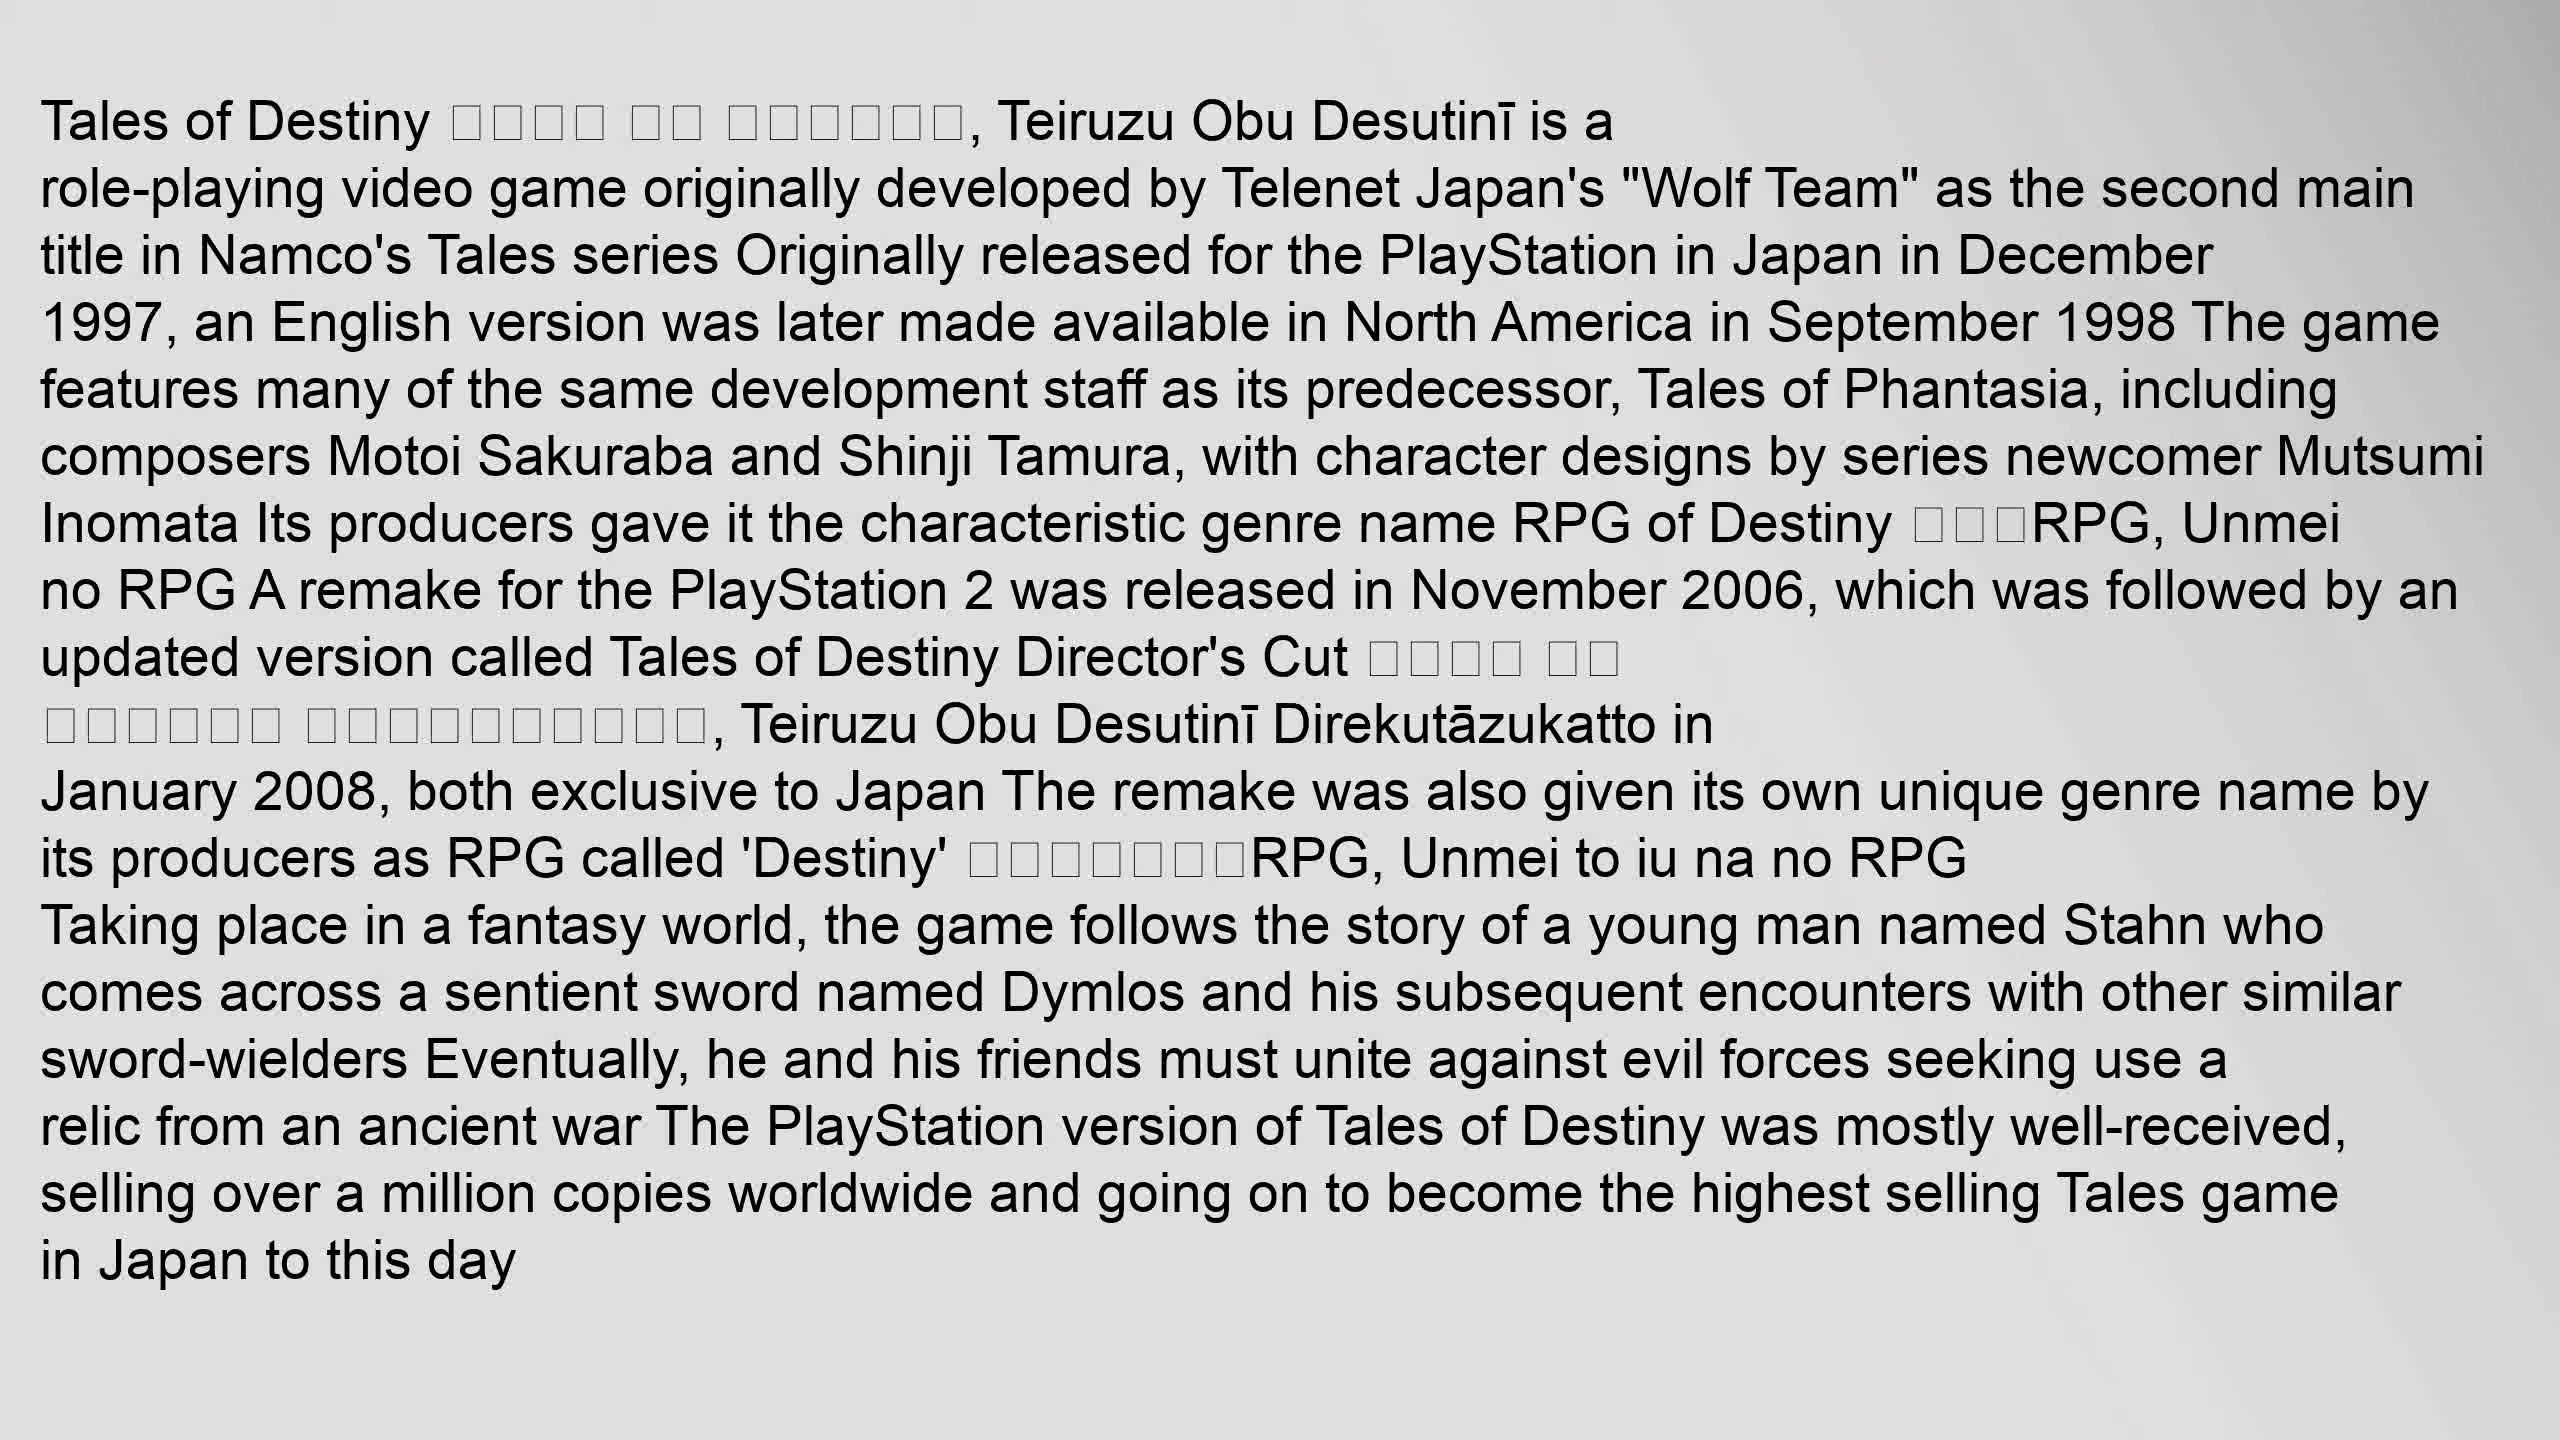 Tales of Destiny □□□□ □□ □□□□□□, Teiruzu Obu Desutinī is a
role-playing video game originally developed by Telenet Japan's "Wolf Team" as the second main
title in Namco's Tales series Originally released for the PlayStation in Japan in December
1997, an English version was later made available in North America in September 1998 The game
features many of the same development staff as its predecessor, Tales of Phantasia, including
composers Motoi Sakuraba and Shinji Tamura, with character designs by series newcomer Mutsumi
Inomata Its producers gave it the characteristic genre name RPG of Destiny □□□RPG, Unmei
no RPG A remake for the PlayStation 2 was released in November 2006, which was followed by an
updated version called Tales of Destiny Director's Cut □□□□ □□
□□□□□□ □□□□□□□□□□, Teiruzu Obu Desutinī Direkutāzukatto in
January 2008, both exclusive to Japan The remake was also given its own unique genre name by
its producers as RPG called 'Destiny' □□□□□□□RPG, Unmei to iu na no RPG
Taking place in a fantasy world, the game follows the story of a young man named Stahn who
comes across a sentient sword named Dymlos and his subsequent encounters with other similar
sword-wielders Eventually, he and his friends must unite against evil forces seeking use a
relic from an ancient war The PlayStation version of Tales of Destiny was mostly well-received,
selling over a million copies worldwide and going on to become the highest selling Tales game
in Japan to this day